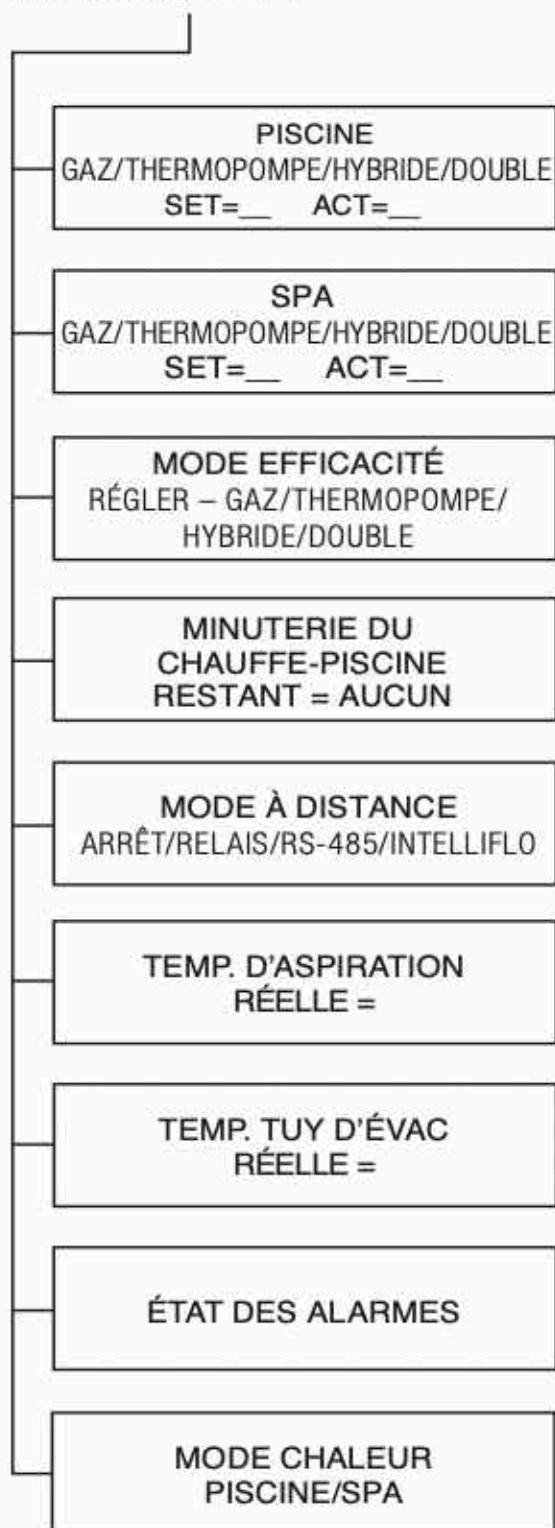 PISCINE
GAZ/THERMOPOMPE/HYBRIDE/DOUBLE
SET=__ ACT=__
SPA
GAZ/THERMOPOMPE/HYBRIDE/DOUBLE
SET=__ ACT=__
MODE EFFICACITÉ
RÉGLER – GAZ/THERMOPOMPE/
HYBRIDE/DOUBLE
MINUTERIE DU
CHAUFFE-PISCINE
RESTANT = AUCUN
MODE À DISTANCE
ARRÊT/RELAIS/RS-485/INTELLIFLO
TEMP. D'ASPIRATION
RÉELLE =
TEMP. TUY D'ÉVAC
RÉELLE =
ÉTAT DES ALARMES
MODE CHALEUR
PISCINE/SPA